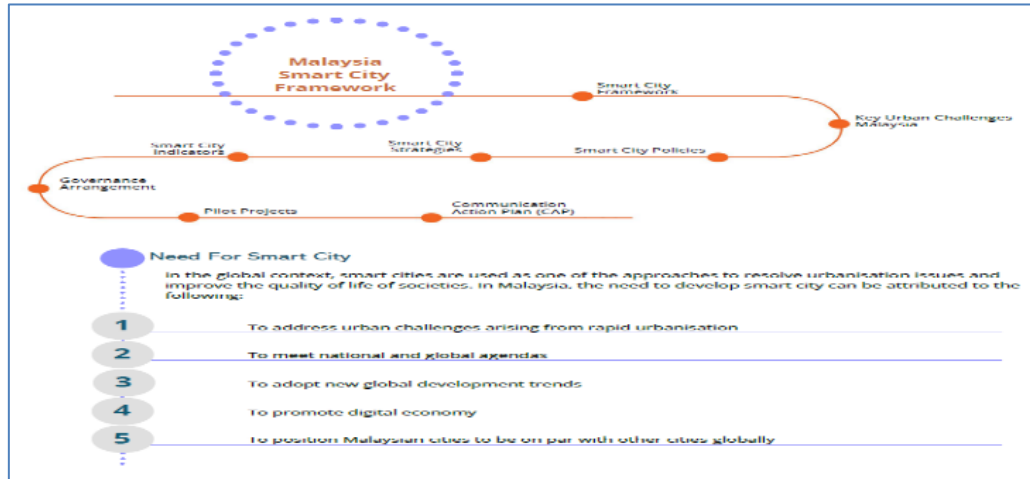 Malaysia
Smart City
Framework
Smart City
Framework
Key Urban Challenges
Malaysia
Smart City Policies
Smart City
Strategies
Smart City
Indicators
Governance
Arrangement
Pilot Projects
Communication
Action Plan (CAP)
Need For Smart City
In the global context, smart cities are used as one of the approaches to resolve urbanisation issues and
improve the quality of life of societies. In Malaysia, the need to develop smart city can be attributed to the
following:
1 To address urban challenges arising from rapid urbanisation
2 To meet national and global agendas
3 To adopt new global development trends
4 To promote digital economy
5 To position Malaysian cities to be on par with other cities globally